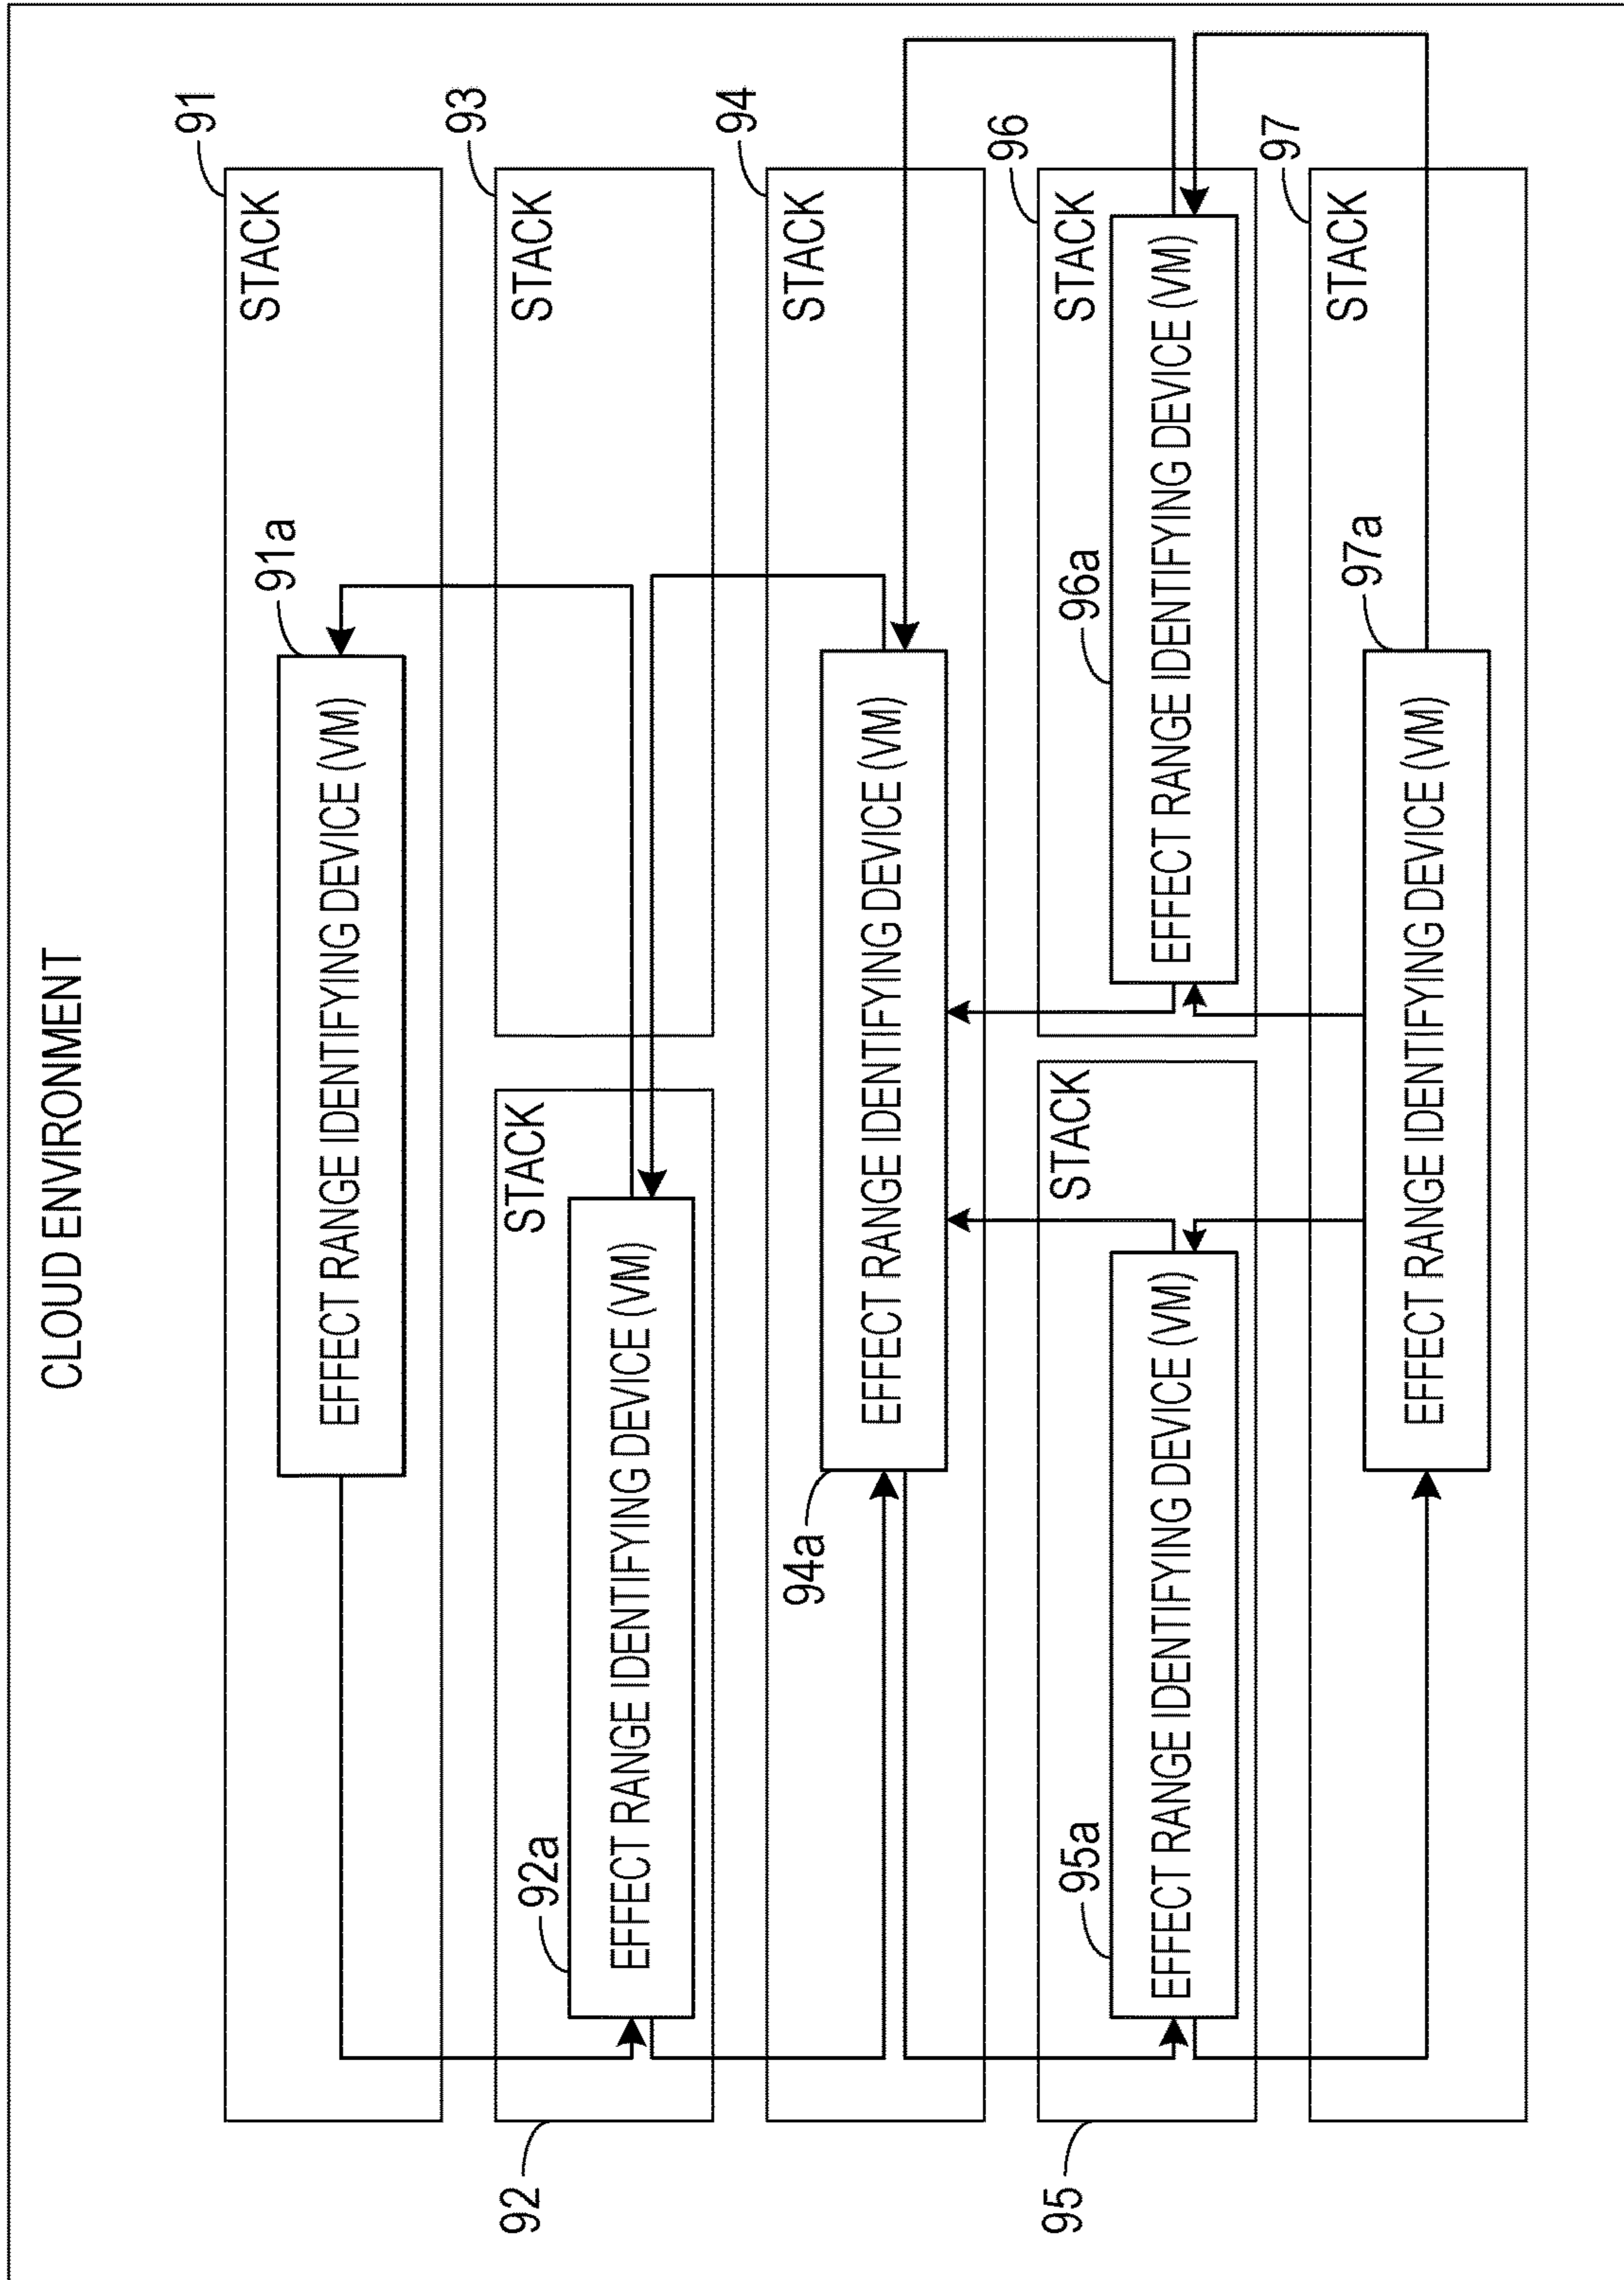 CLOUD ENVIRONMENT
91
STACK
91a
EFFECT RANGE IDENTIFYING DEVICE (VM)
92
STACK
92a
EFFECT RANGE IDENTIFYING DEVICE (VM)
93
STACK
94
STACK
94a
EFFECT RANGE IDENTIFYING DEVICE (VM)
95
STACK
95a
EFFECT RANGE IDENTIFYING DEVICE (VM)
96
STACK
96a
EFFECT RANGE IDENTIFYING DEVICE (VM)
97
STACK
97a
EFFECT RANGE IDENTIFYING DEVICE (VM)